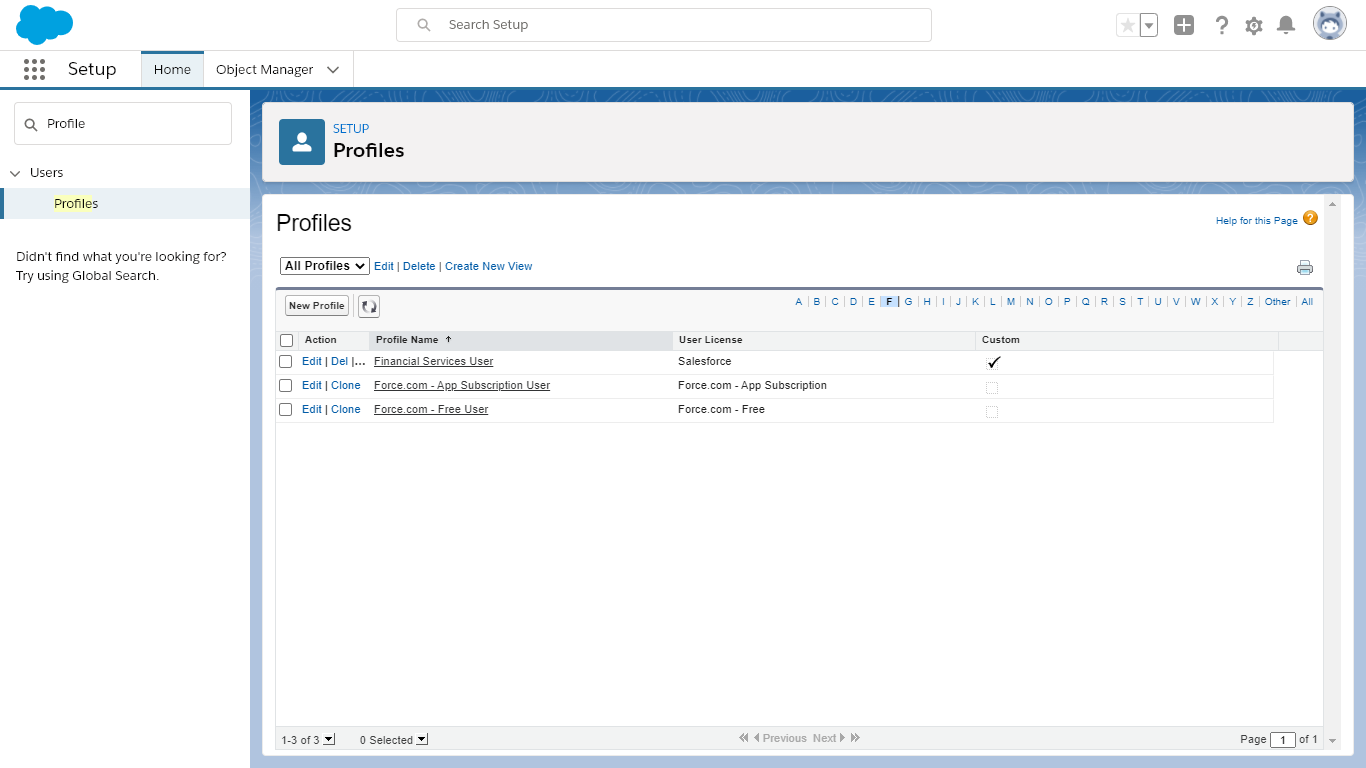 Search Setup
Setup
Home
Object Manager
Profile
Users
Profiles
Didn't find what you're looking for?
Try using Global Search.
SETUP
Profiles
Profiles
Help for this Page
All Profiles Edit | Delete | Create New View
New Profile
A | B | C | D | E | F | G | H | I | J | K | L | M | N | O | P | Q | R | S | T | U | V | W | X | Y | Z | Other | All
Action Profile Name User License Custom
Edit | Del |... Financial Services User Salesforce
Edit | Clone Force.com - App Subscription User Force.com - App Subscription
Edit | Clone Force.com - Free User Force.com - Free
1-3 of 3 0 Selected Previous Next Page 1 of 1